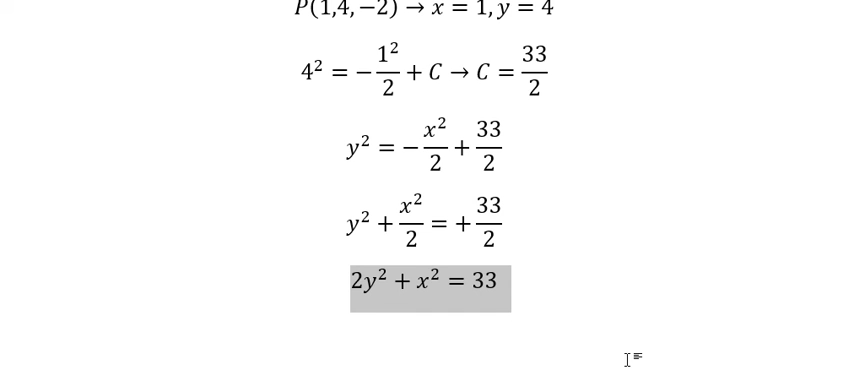 P(1,4,−2) → x = 1, y = 4
4² = −1²/2 + C → C = 33/2
y² = −x²/2 + 33/2
y² + x²/2 = +33/2
2y² + x² = 33